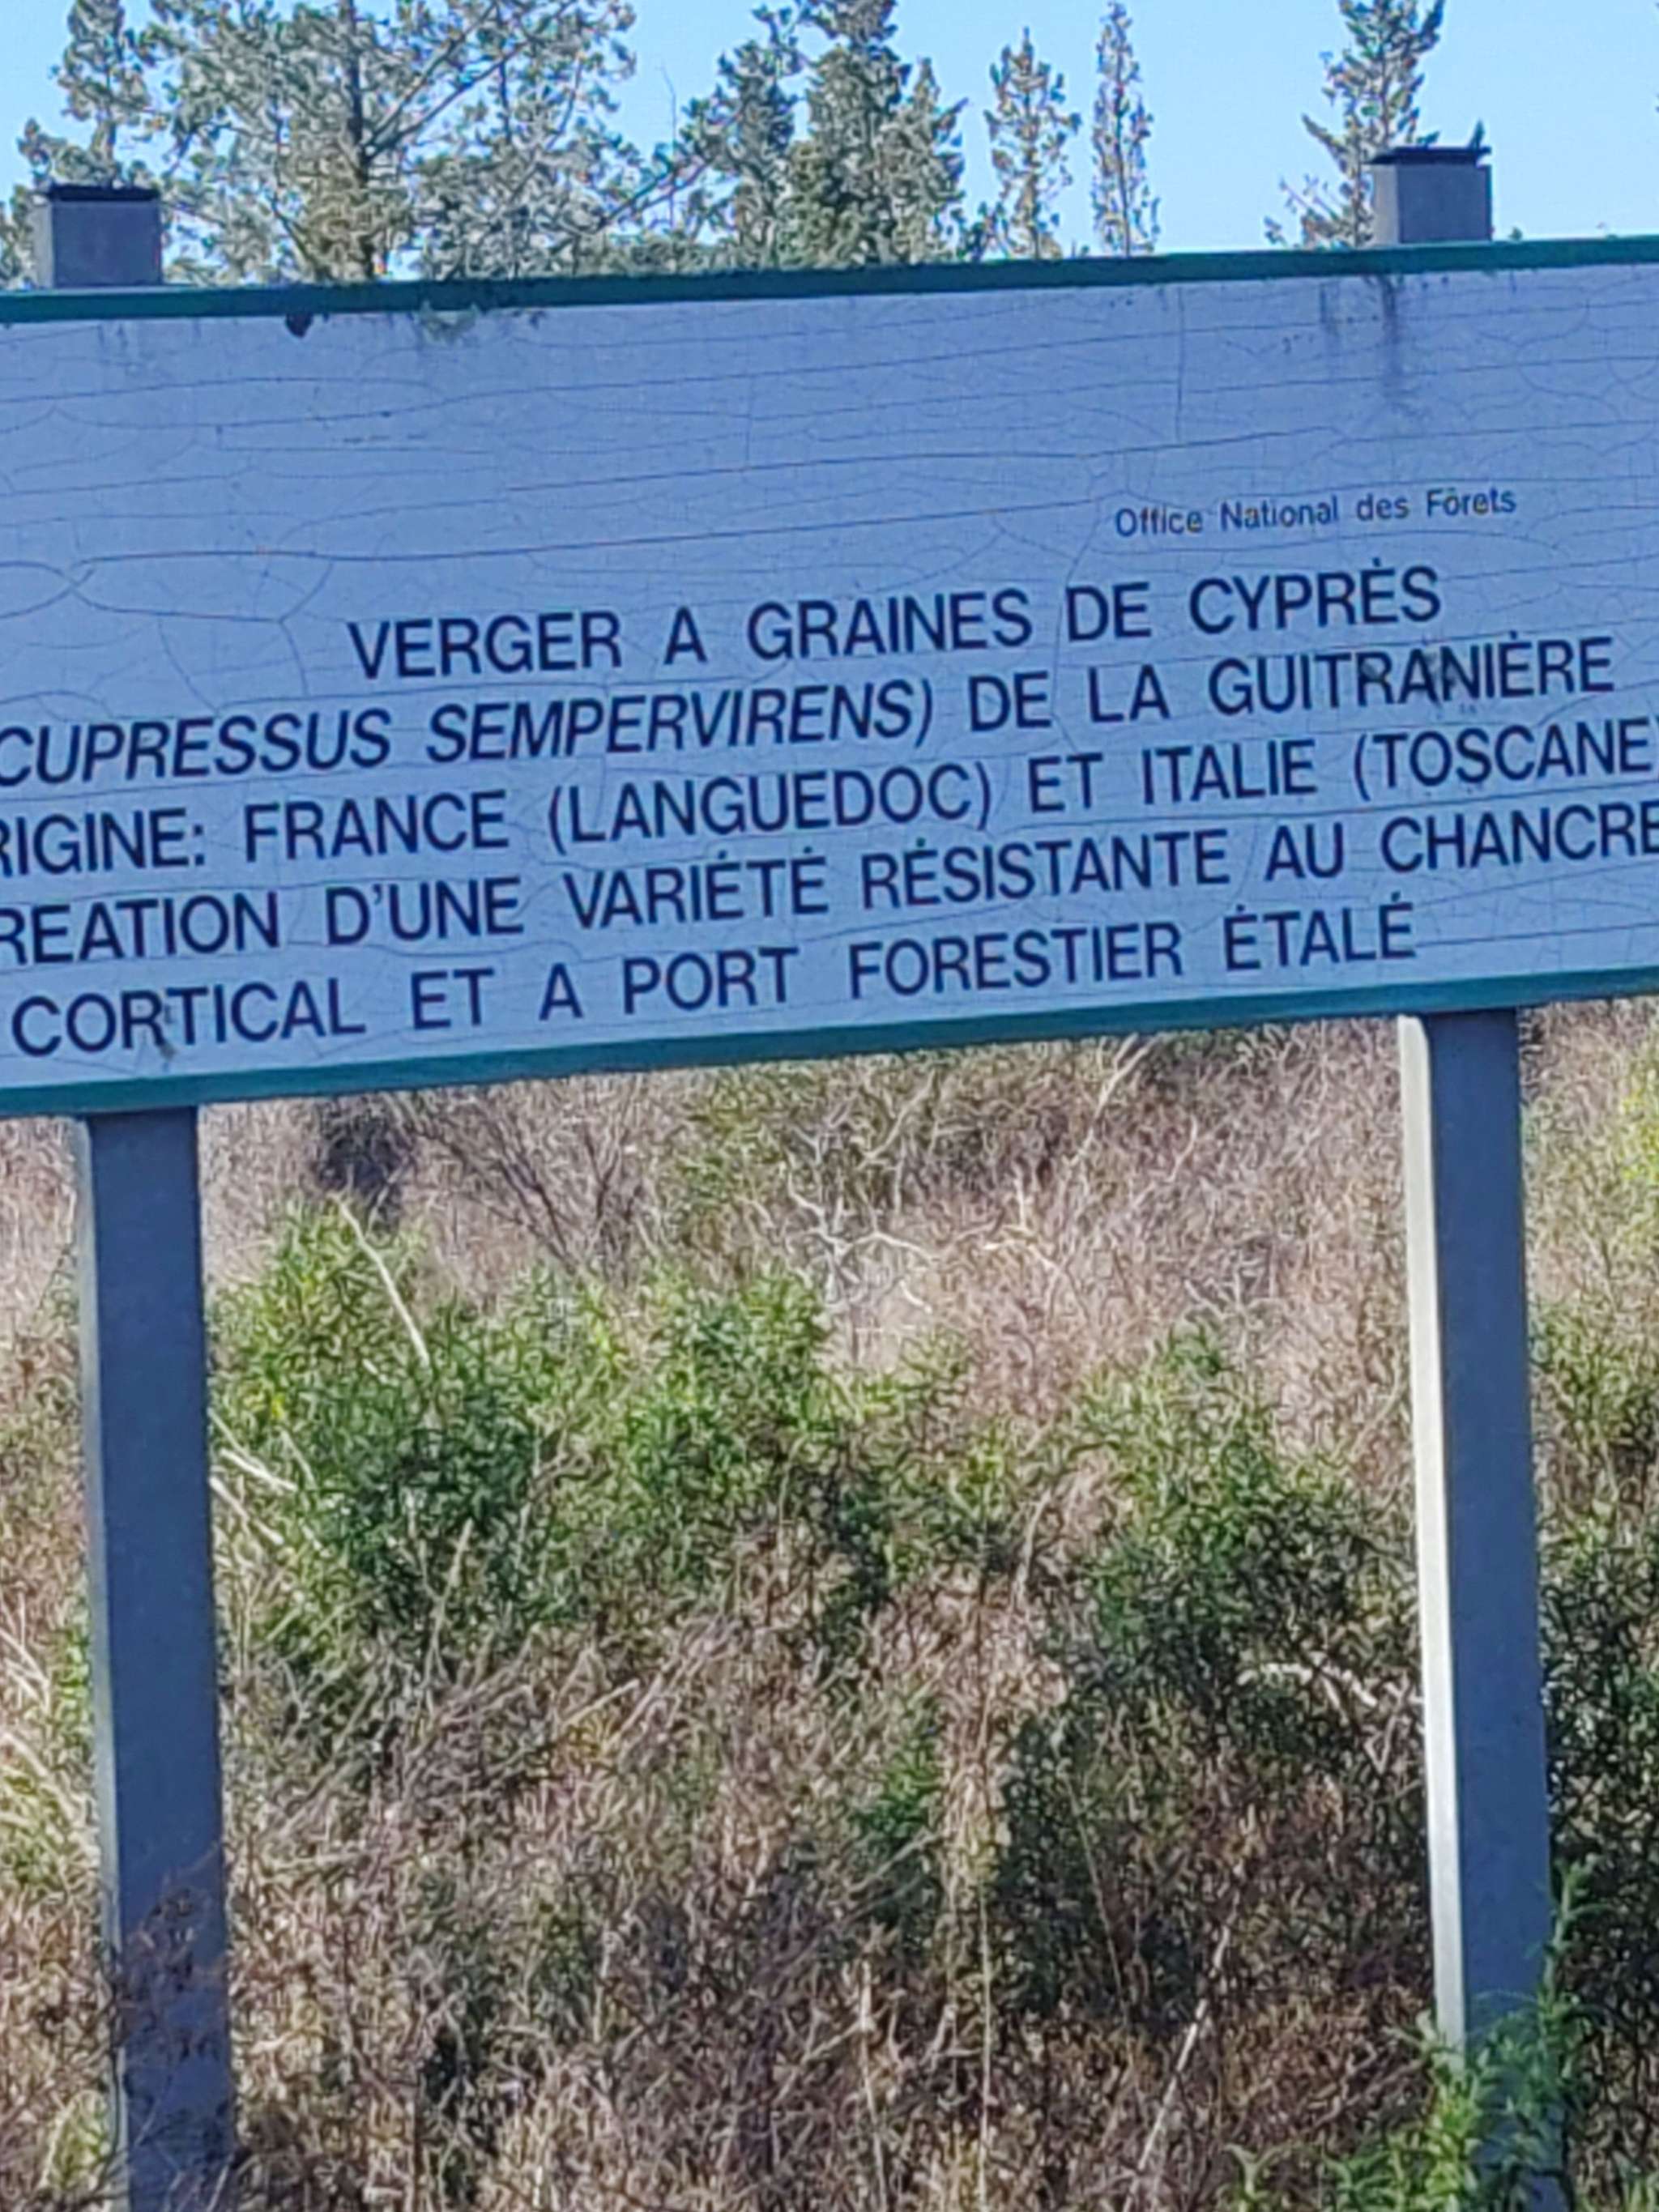 Office National des Fôrets
VERGER A GRAINES DE CYPRÈS
CUPRESSUS SEMPERVIRENS) DE LA GUITRANIÈRE
RIGINE: FRANCE (LANGUEDOC) ET ITALIE (TOSCANE)
REATION D'UNE VARIÉTÉ RÉSISTANTE AU CHANCRE
CORTICAL ET A PORT FORESTIER ÉTALÉ